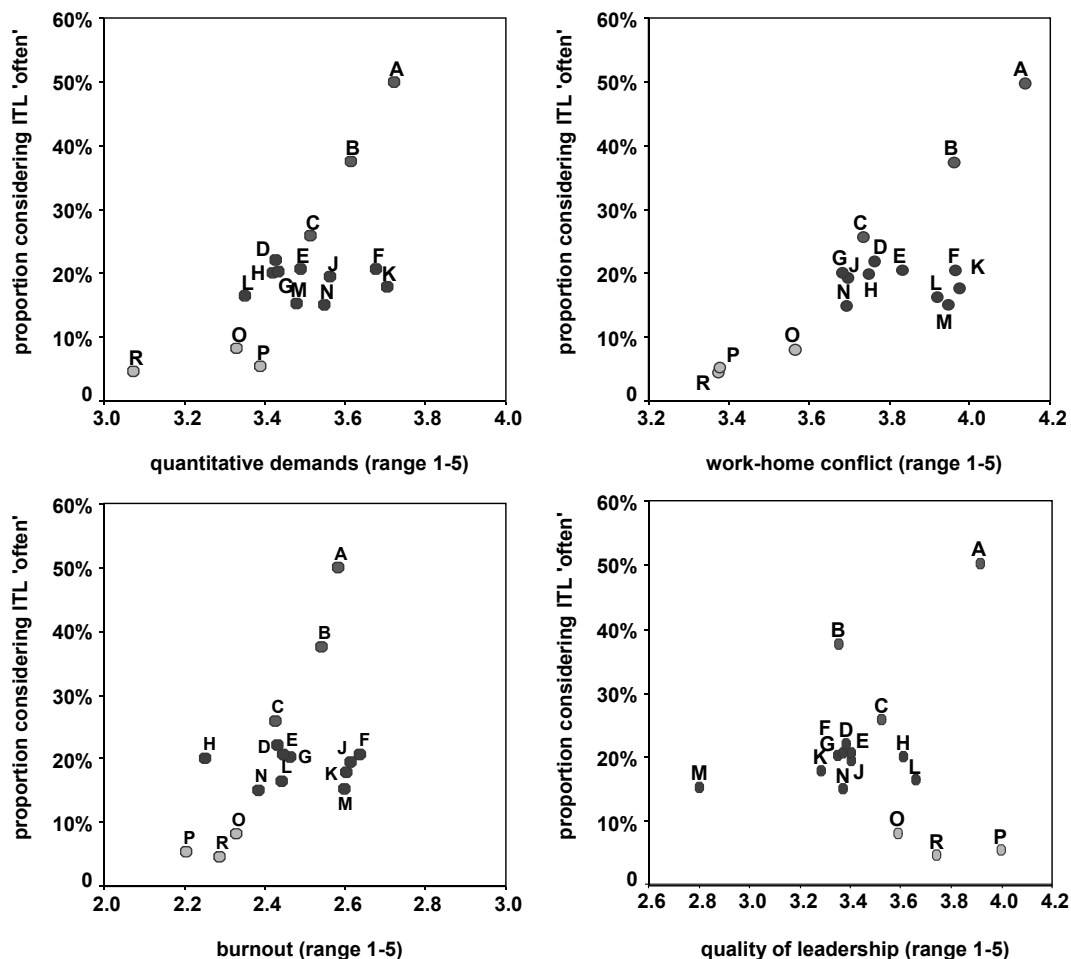 proportion considering ITL 'often'
60%
50%
40%
30%
20%
10%
0
A
B
C
D
E
F
H
J
K
L
G
M
N
O
P
R
3.0
3.2
3.4
3.6
3.8
4.0
quantitative demands (range 1-5)
proportion considering ITL 'often'
60%
50%
40%
30%
20%
10%
0
A
B
C
D
E
F
G
J
K
H
L
N
M
O
P
R
3.2
3.4
3.6
3.8
4.0
4.2
work-home conflict (range 1-5)
proportion considering ITL 'often'
60%
50%
40%
30%
20%
10%
0
A
B
C
H
D
E
G
J
F
L
K
N
M
O
P
R
2.0
2.2
2.4
2.6
2.8
3.0
burnout (range 1-5)
proportion considering ITL 'often'
60%
50%
40%
30%
20%
10%
0
A
B
C
F
D
G
E
H
K
J
L
M
N
O
R
P
2.6
2.8
3.0
3.2
3.4
3.6
3.8
4.0
4.2
quality of leadership (range 1-5)